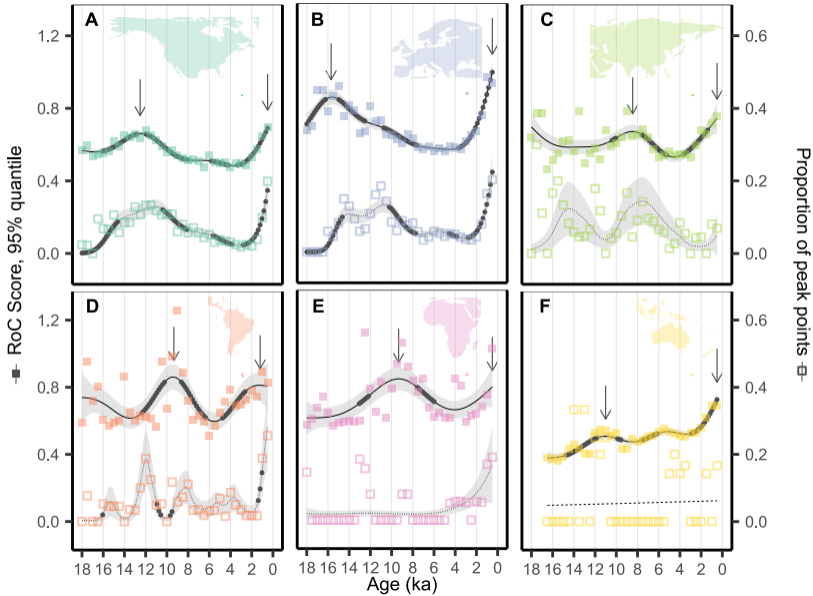 A B C
1.2 0.6
0.8 0.4
0.4 0.2
0.0 0.0
RoC Score, 95% quantile
Proportion of peak points
D E F
1.2 0.6
0.8 0.4
0.4 0.2
0.0 0.0
18 16 14 12 10 8 6 4 2 0 18 16 14 12 10 8 6 4 2 0 18 16 14 12 10 8 6 4 2 0
Age (ka)